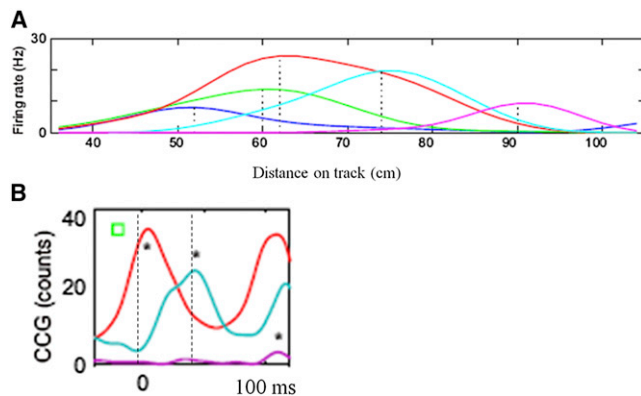 A
Firing rate (Hz)
30
0
40 50 60 70 80 90 100
Distance on track (cm)
B
CCG (counts)
40
20
0
* * *
0 100 ms